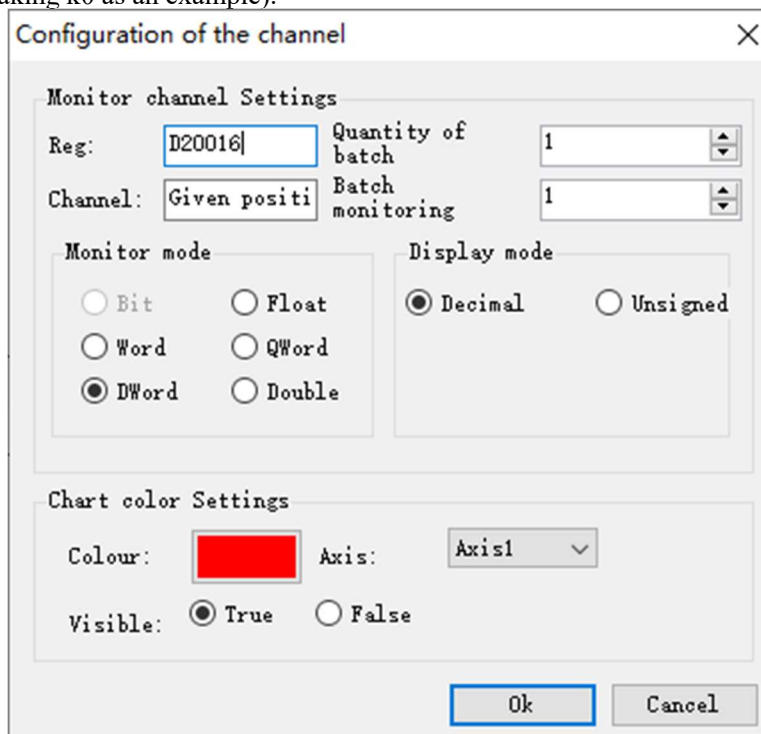 aking k0 as an example).
Configuration of the channel
Monitor channel Settings
Reg: D20016 Quantity of batch 1
Channel: Given positi Batch monitoring 1
Monitor mode Display mode
Bit Float Decimal Unsigned
Word QWord
DWord Double
Chart color Settings
Colour: Axis: Axis1
Visible: True False
Ok Cancel